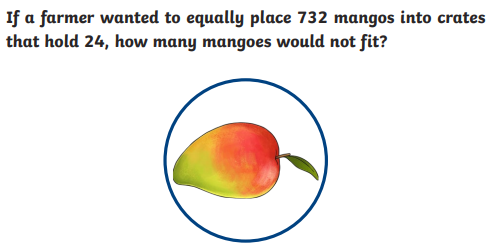 If a farmer wanted to equally place 732 mangos into crates
that hold 24, how many mangoes would not fit?